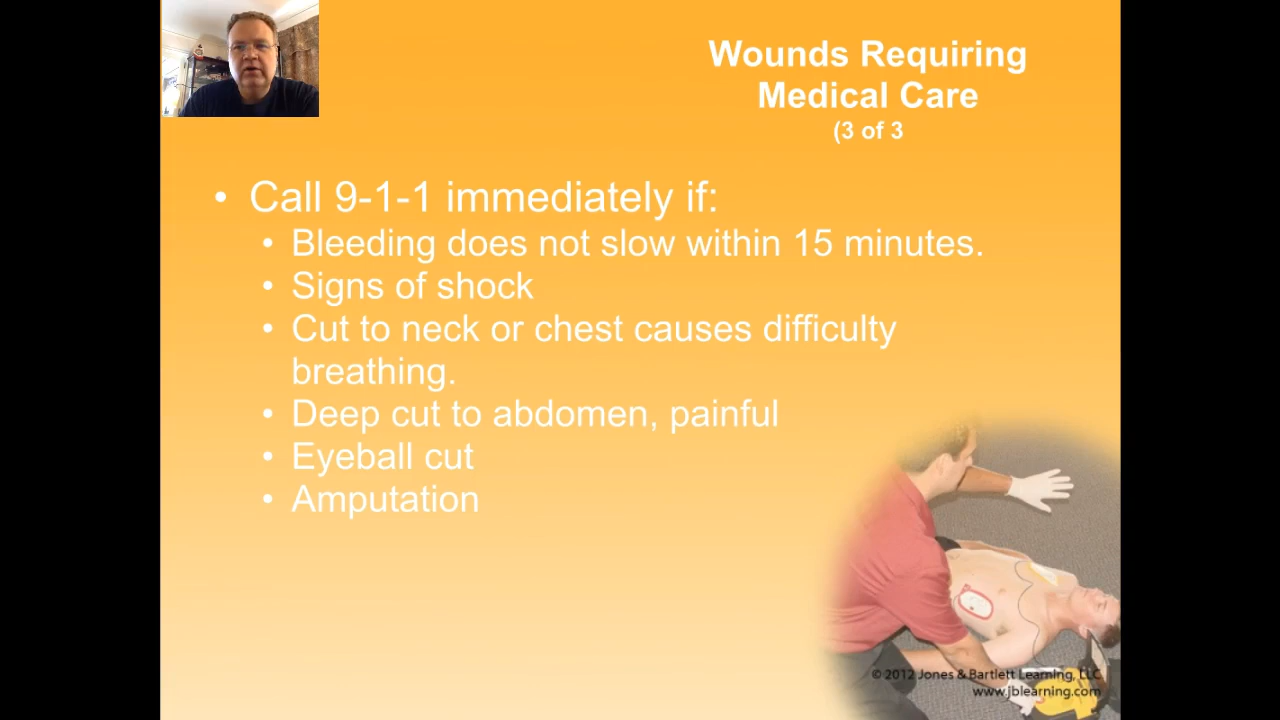 Wounds Requiring
Medical Care
(3 of 3
• Call 9-1-1 immediately if:
• Bleeding does not slow within 15 minutes.
• Signs of shock
• Cut to neck or chest causes difficulty
breathing.
• Deep cut to abdomen, painful
• Eyeball cut
• Amputation
© 2012 Jones & Bartlett Learning, LLC
www.jblearning.com